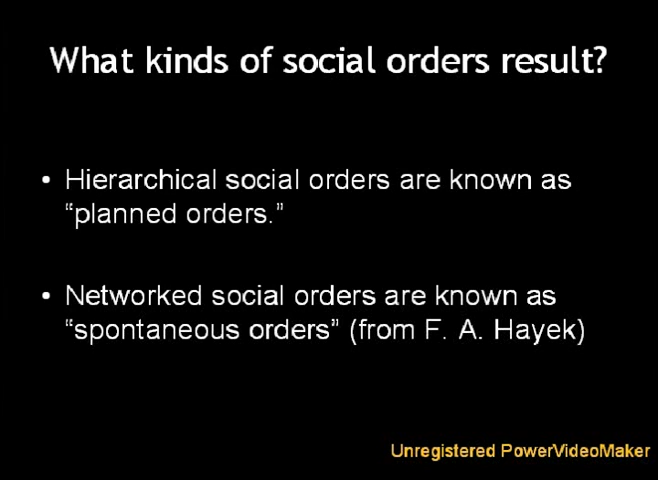 What kinds of social orders result?
• Hierarchical social orders are known as
“planned orders.”
• Networked social orders are known as
“spontaneous orders” (from F. A. Hayek)
Unregistered PowerVideoMaker